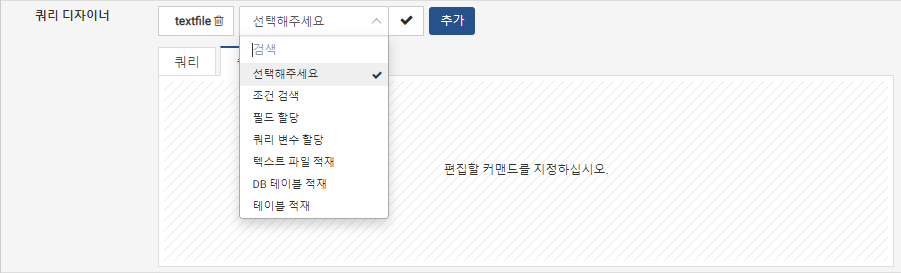 쿼리 디자이너
textfile
선택해주세요
추가
쿼리
검색
선택해주세요
조건 검색
필드 할당
쿼리 변수 할당
텍스트 파일 적재
DB 테이블 적재
테이블 적재
편집할 커맨드를 지정하십시오.